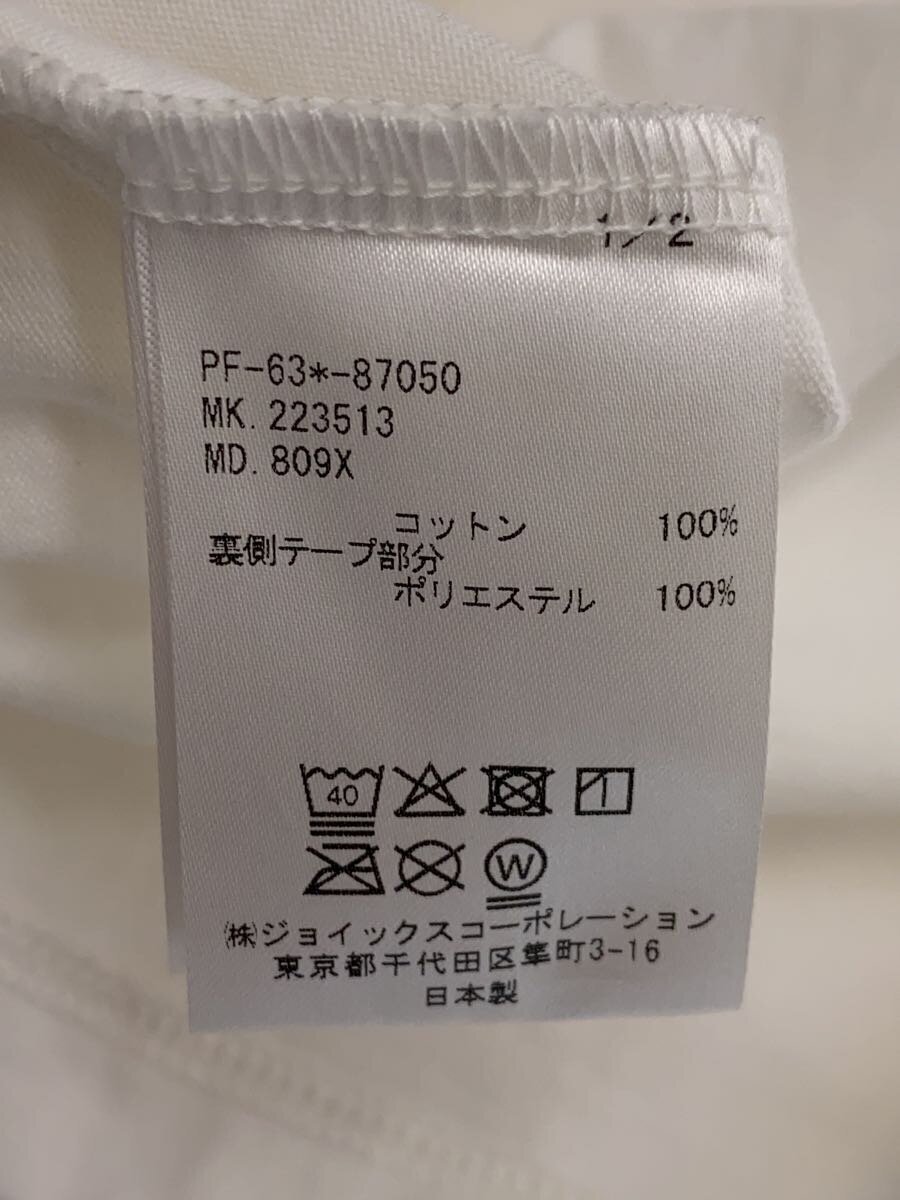 1/2
PF-63*-87050
MK. 223513
MD. 809X
コットン 100%
裏側テープ部分
ポリエステル 100%
40
W
㈱ジョイックスコーポレーション
東京都千代田区隼町3-16
日本製